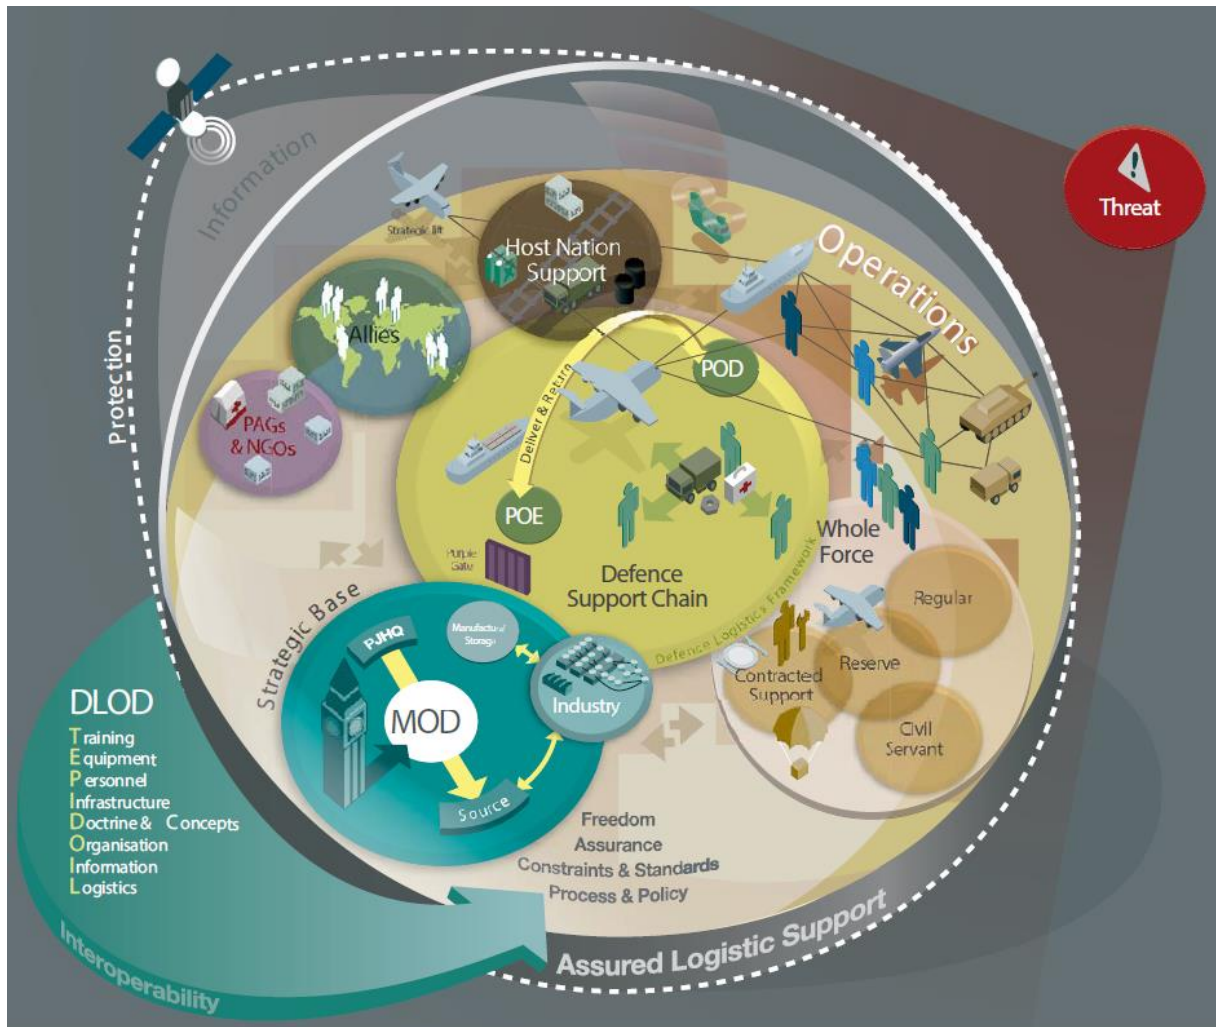 Information
Threat
Strategic lift
Host Nation
Support
Operations
Protection
Allies
Deliver & Return
POD
PAGs
& NGOs
POE
Purple
Gate
Whole
Force
Defence
Support Chain
Defence Logistics Framework
Regular
Strategic Base
PJHQ
Manufacture/
Storage
Reserve
Contracted
Support
Industry
MOD
Civil
Servant
Source
DLOD
Training
Equipment
Personnel
Infrastructure
Doctrine & Concepts
Organisation
Information
Logistics
Freedom
Assurance
Constraints & Standards
Process & Policy
Interoperability
Assured Logistic Support